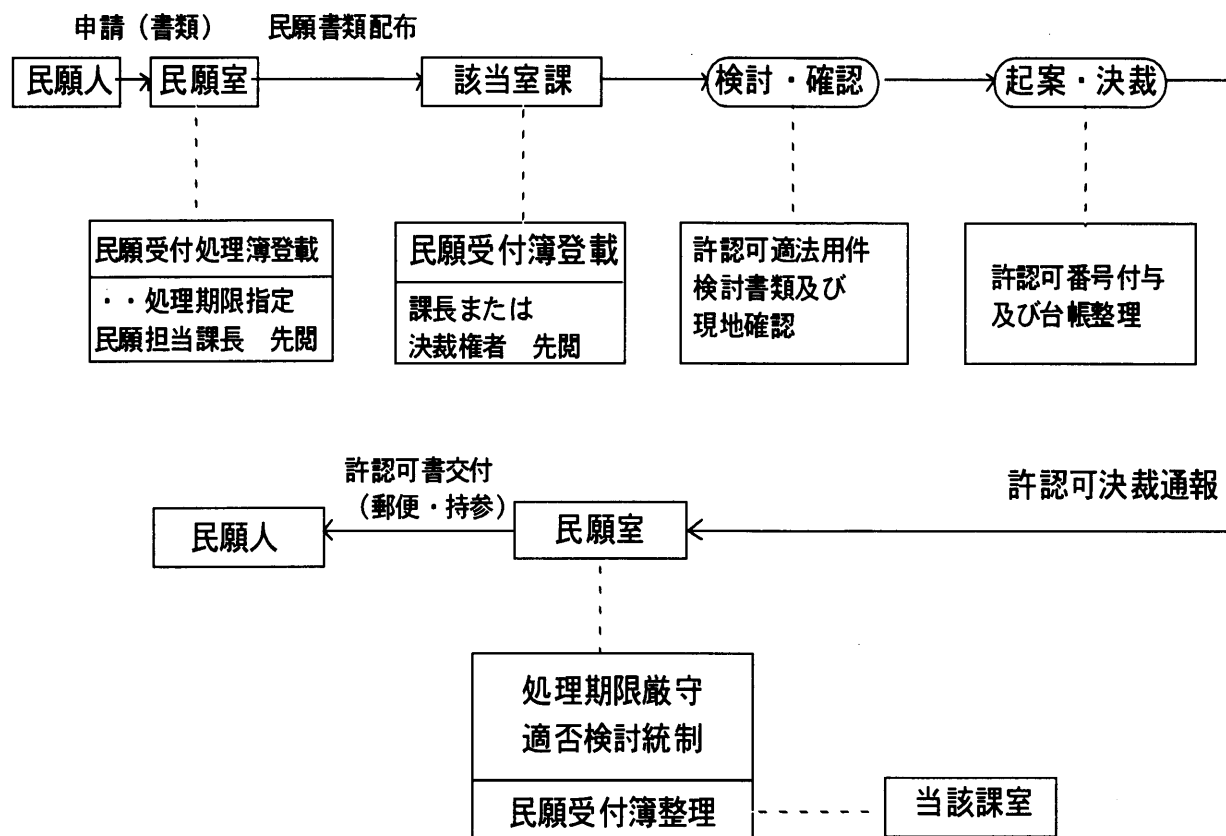 申請（書類）　民願書類配布
民願人
民願室
該当室課
検討・確認
起案・決裁
民願受付処理簿登載
・・処理期限指定
民願担当課長　先閲
民願受付簿登載
課長または
決裁権者　先閲
許認可適法用件
検討書類及び
現地確認
許認可番号付与
及び台帳整理
許認可書交付
（郵便・持参）
許認可決裁通報
民願人
民願室
処理期限厳守
適否検討統制
民願受付簿整理
当該課室